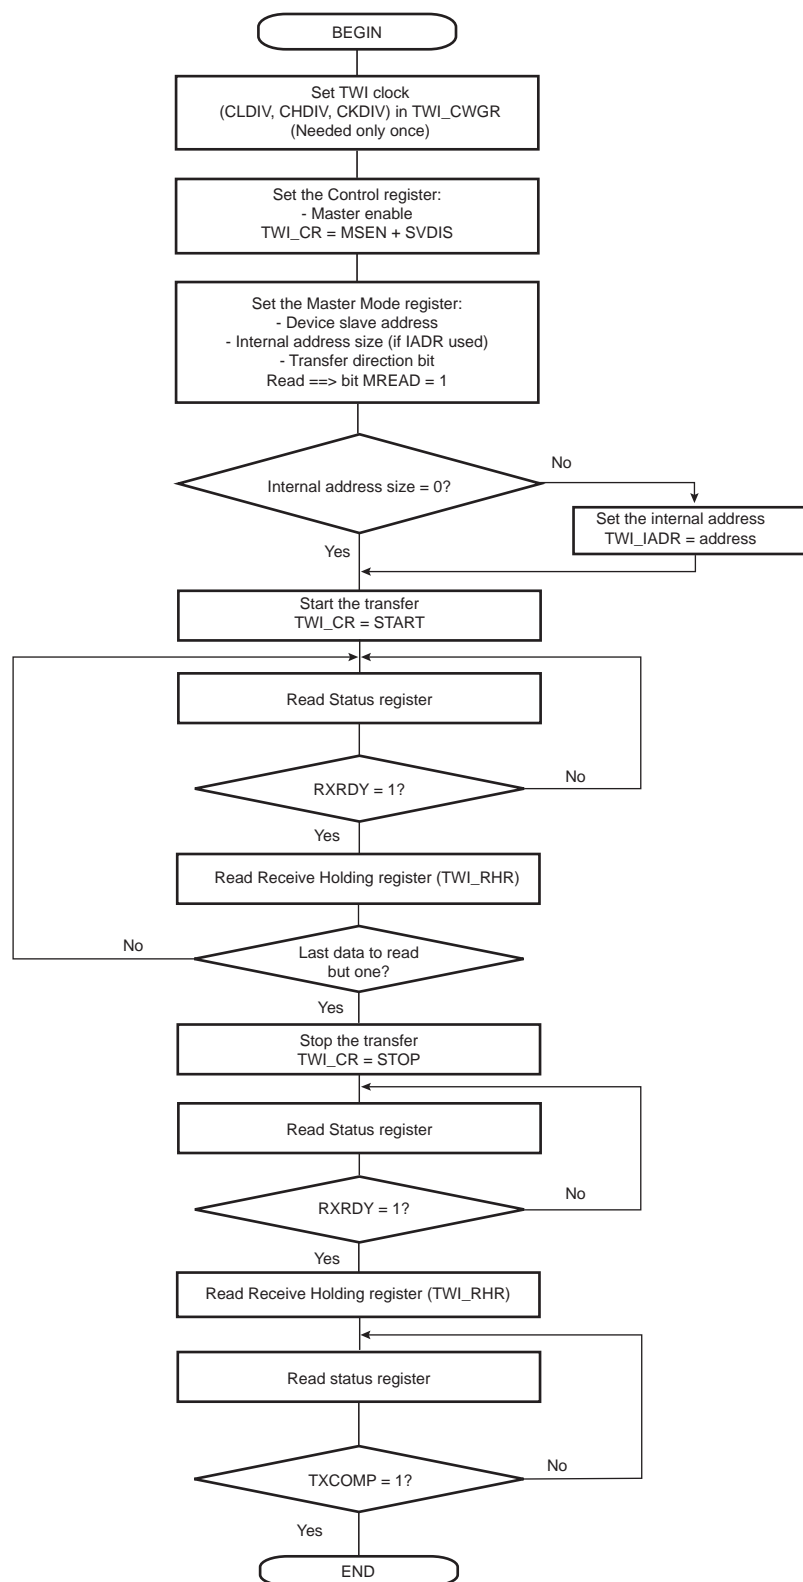 BEGIN
Set TWI clock
(CLDIV, CHDIV, CKDIV) in TWI_CWGR
(Needed only once)
Set the Control register:
- Master enable
TWI_CR = MSEN + SVDIS
Set the Master Mode register:
- Device slave address
- Internal address size (if IADR used)
- Transfer direction bit
Read ==> bit MREAD = 1
Internal address size = 0?
No
Set the internal address
TWI_IADR = address
Yes
Start the transfer
TWI_CR = START
Read Status register
RXRDY = 1?
No
Yes
Read Receive Holding register (TWI_RHR)
No
Last data to read
but one?
Yes
Stop the transfer
TWI_CR = STOP
Read Status register
RXRDY = 1?
No
Yes
Read Receive Holding register (TWI_RHR)
Read status register
TXCOMP = 1?
No
Yes
END